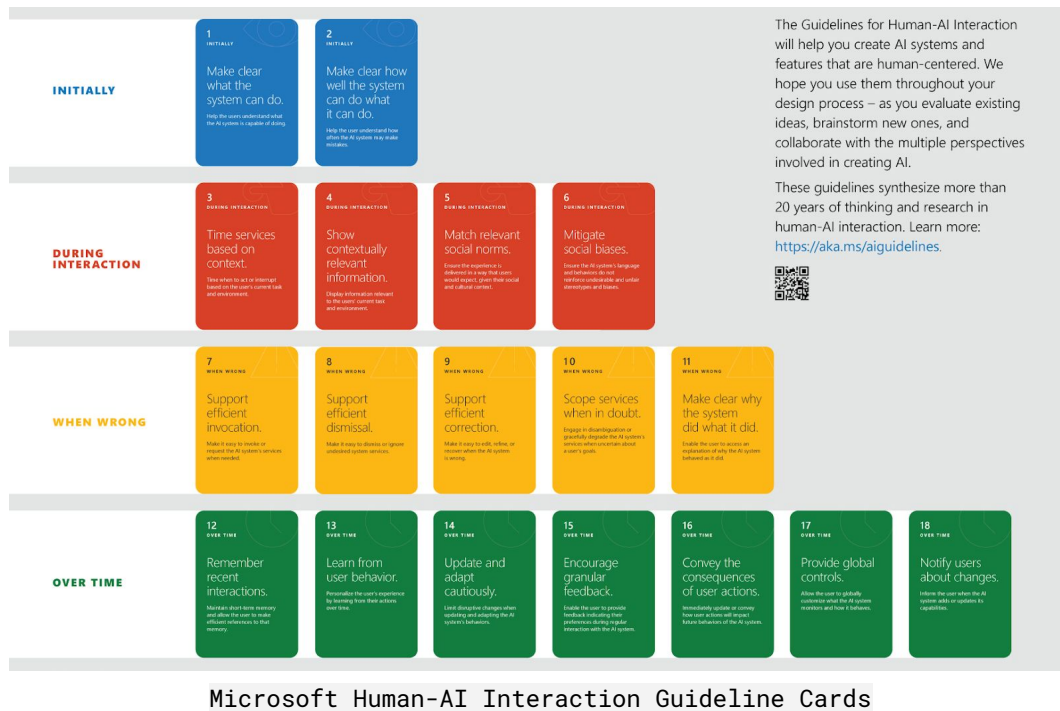 INITIALLY
1
INITIALLY
Make clear
what the
system can do.
Help the users understand what
the AI system is capable of doing.
2
INITIALLY
Make clear how
well the system
can do what
it can do.
Help the user understand how
often the AI system may make
mistakes.
The Guidelines for Human-AI Interaction
will help you create AI systems and
features that are human-centered. We
hope you use them throughout your
design process – as you evaluate existing
ideas, brainstorm new ones, and
collaborate with the multiple perspectives
involved in creating AI.
These guidelines synthesize more than
20 years of thinking and research in
human-AI interaction. Learn more:
https://aka.ms/aiguidelines.
DURING
INTERACTION
3
DURING INTERACTION
Time services
based on
context.
Time when to act or interrupt
based on the user's current task
and environment.
4
DURING INTERACTION
Show
contextually
relevant
information.
Display information relevant
to the users' current task
and environment.
5
DURING INTERACTION
Match relevant
social norms.
Ensure the experience is
delivered in a way that users
would expect, given their social
and cultural context.
6
DURING INTERACTION
Mitigate
social biases.
Ensure the AI system's language
and behaviors do not
reinforce undesirable and unfair
stereotypes and biases.
WHEN WRONG
7
WHEN WRONG
Support
efficient
invocation.
Make it easy to invoke or
request the AI system's services
when needed.
8
WHEN WRONG
Support
efficient
dismissal.
Make it easy to dismiss or ignore
undesired system services.
9
WHEN WRONG
Support
efficient
correction.
Make it easy to edit, refine, or
recover when the AI system
is wrong.
10
WHEN WRONG
Scope services
when in doubt.
Engage in disambiguation or
gracefully degrade the AI system's
services when uncertain about
a user's goals.
11
WHEN WRONG
Make clear why
the system
did what it did.
Enable the user to access an
explanation of why the AI system
behaved as it did.
OVER TIME
12
OVER TIME
Remember
recent
interactions.
Maintain short-term memory
and allow the user to make
efficient references to that
memory.
13
OVER TIME
Learn from
user behavior.
Personalize the user's experience
by learning from their actions
over time.
14
OVER TIME
Update and
adapt
cautiously.
Limit disruptive changes when
updating and adapting the AI
system's behaviors.
15
OVER TIME
Encourage
granular
feedback.
Enable the user to provide
feedback indicating their
preferences during regular
interaction with the AI system.
16
OVER TIME
Convey the
consequences
of user actions.
Immediately update or convey
how user actions will impact
future behaviors of the AI system.
17
OVER TIME
Provide global
controls.
Allow the user to globally
customize what the AI system
monitors and how it behaves.
18
OVER TIME
Notify users
about changes.
Inform the user when the AI
system adds or updates its
capabilities.
Microsoft Human-AI Interaction Guideline Cards